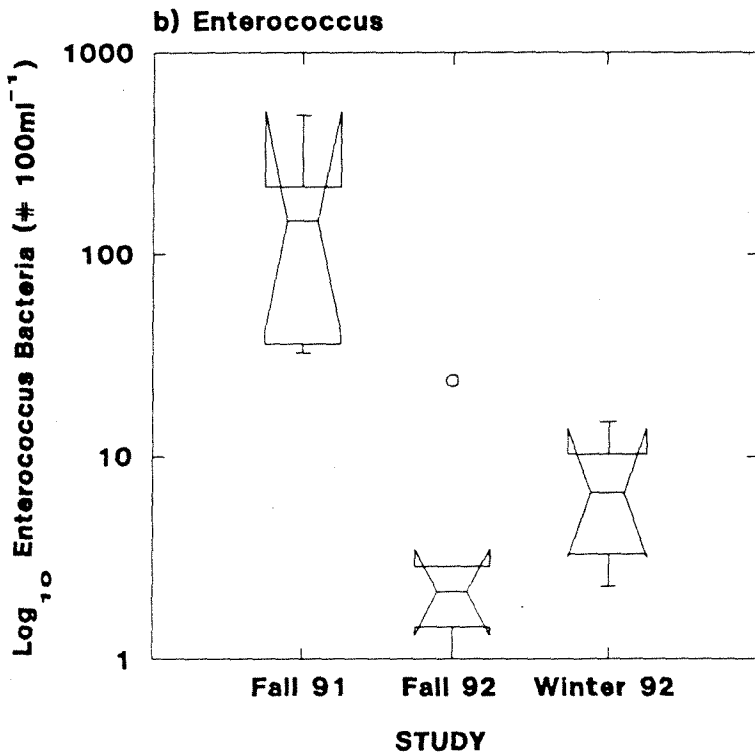 b) Enterococcus
Log10 Enterococcus Bacteria (# 100ml⁻¹)
1000
100
10
1
Fall 91
Fall 92
Winter 92
STUDY